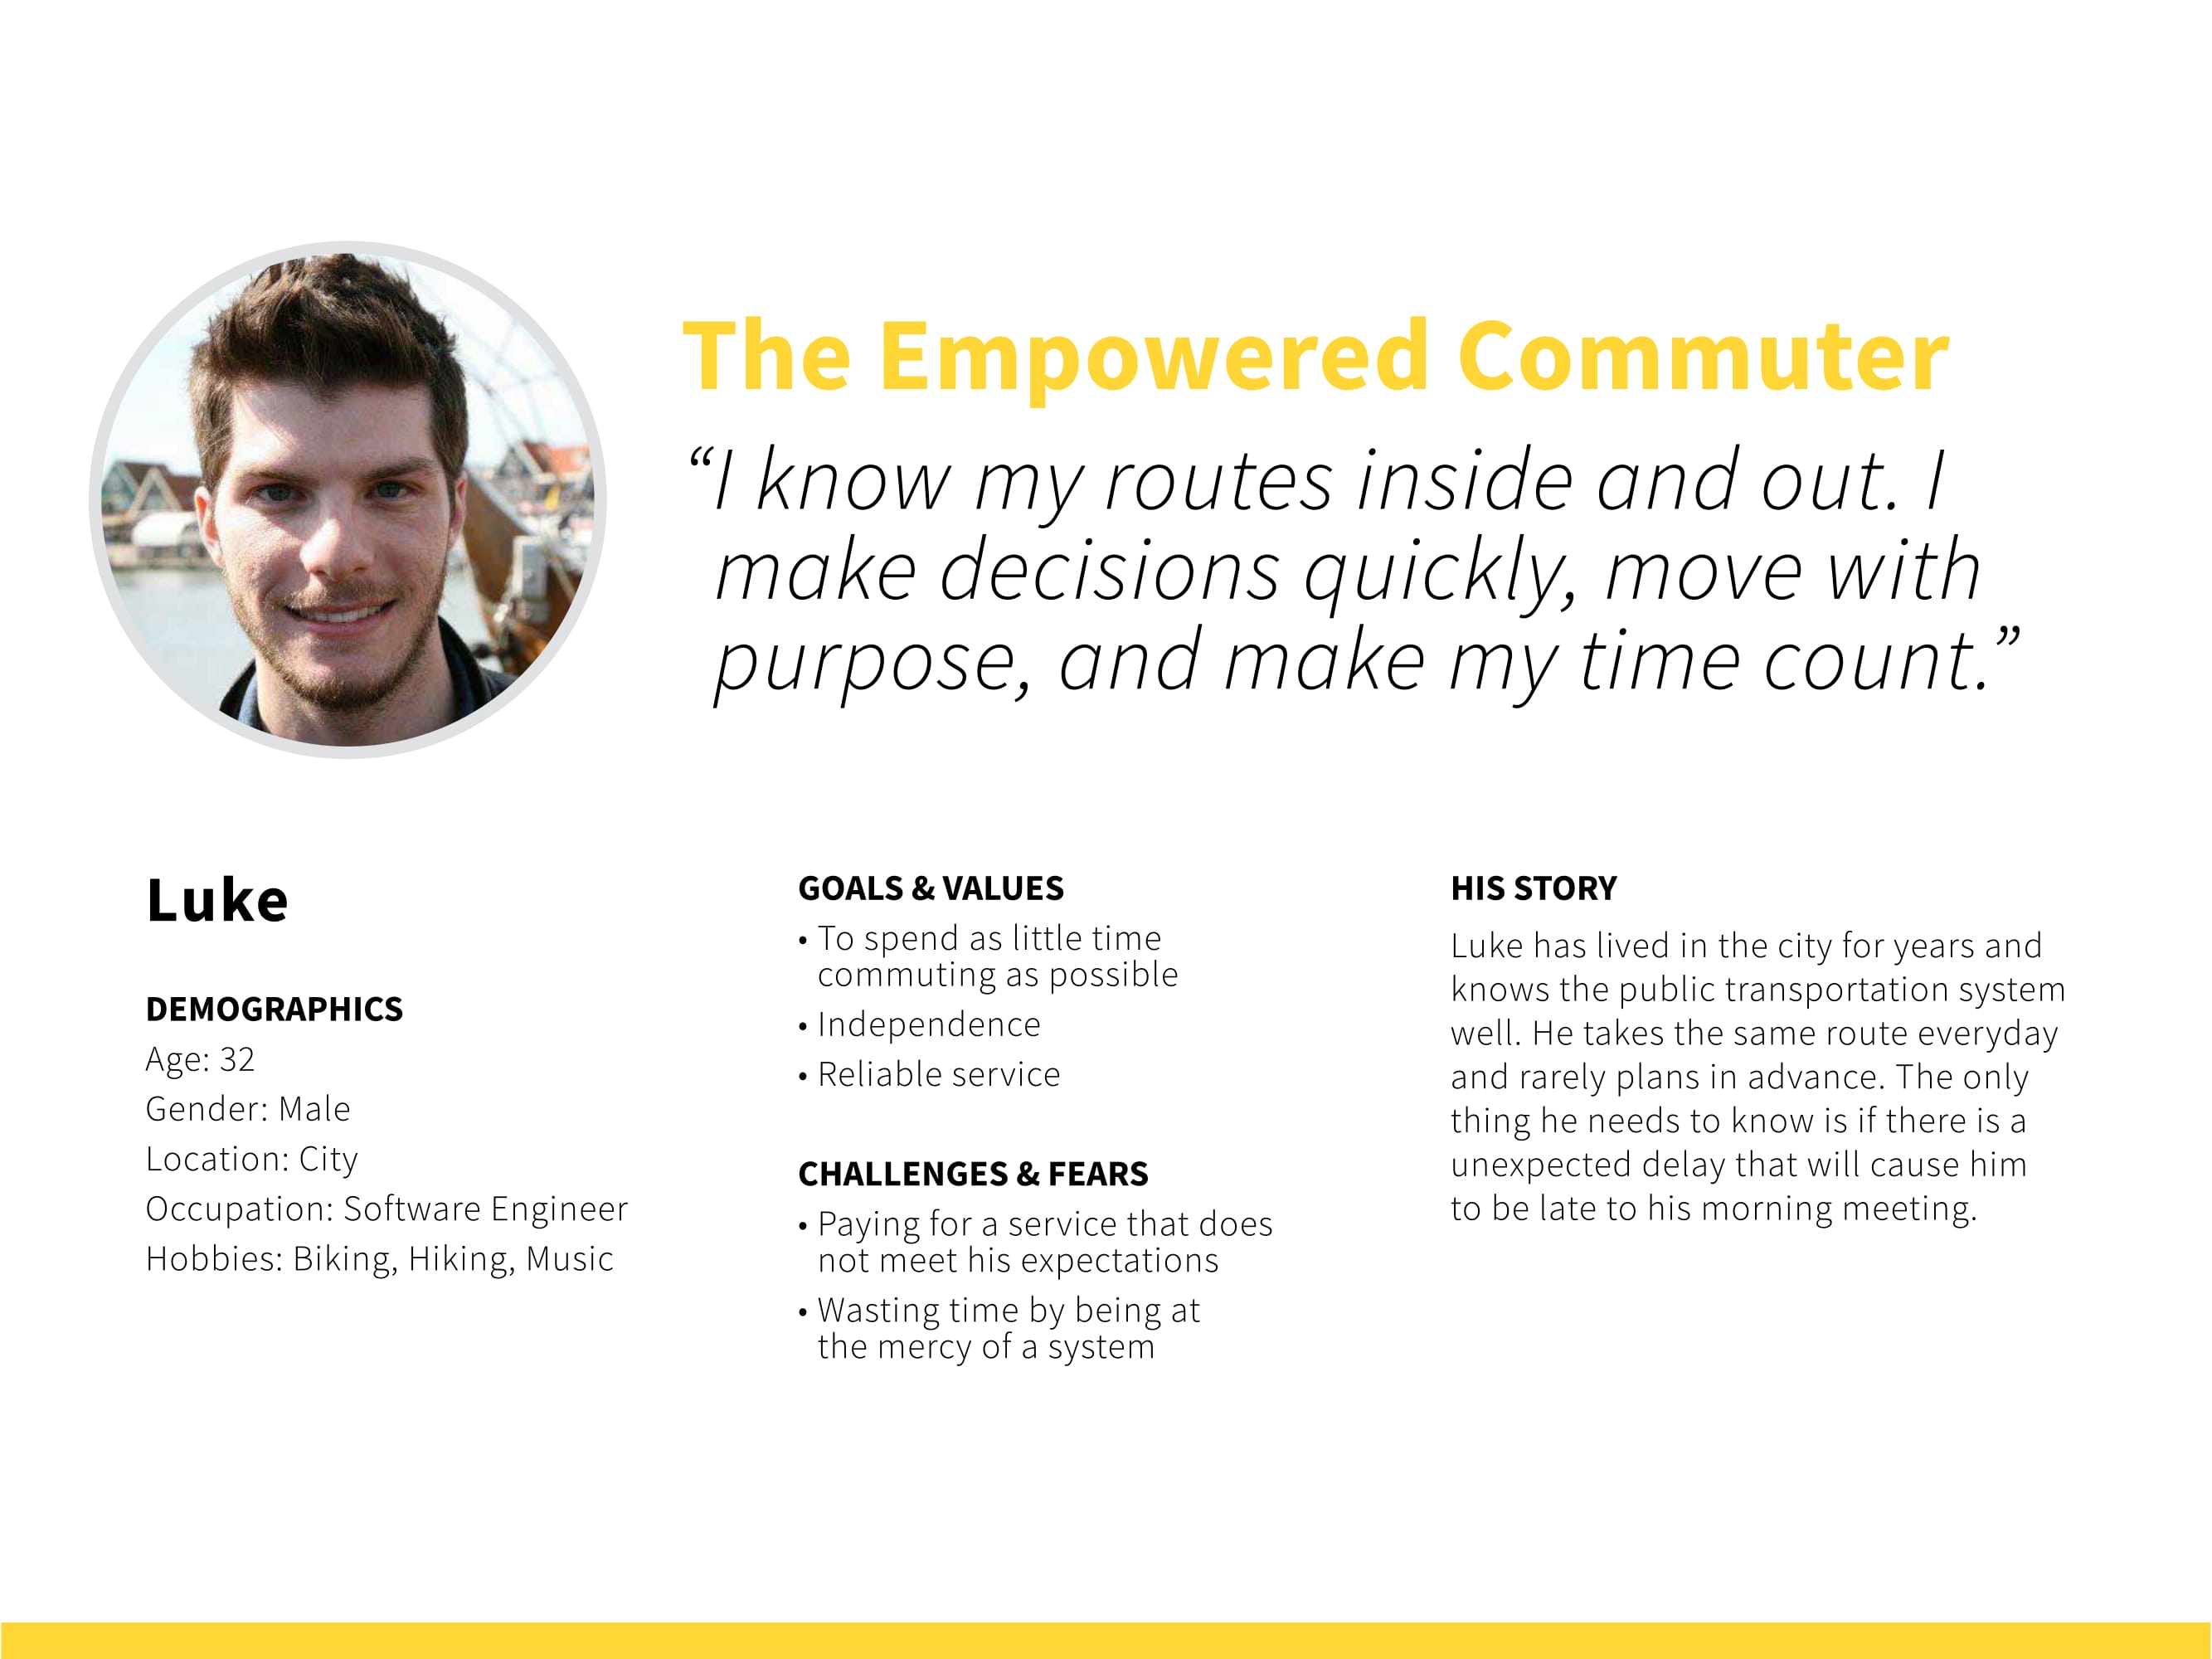 The Empowered Commuter
“I know my routes inside and out. I
make decisions quickly, move with
purpose, and make my time count.”
Luke
DEMOGRAPHICS
Age: 32
Gender: Male
Location: City
Occupation: Software Engineer
Hobbies: Biking, Hiking, Music
GOALS & VALUES
• To spend as little time
commuting as possible
• Independence
• Reliable service
CHALLENGES & FEARS
• Paying for a service that does
not meet his expectations
• Wasting time by being at
the mercy of a system
HIS STORY
Luke has lived in the city for years and
knows the public transportation system
well. He takes the same route everyday
and rarely plans in advance. The only
thing he needs to know is if there is a
unexpected delay that will cause him
to be late to his morning meeting.